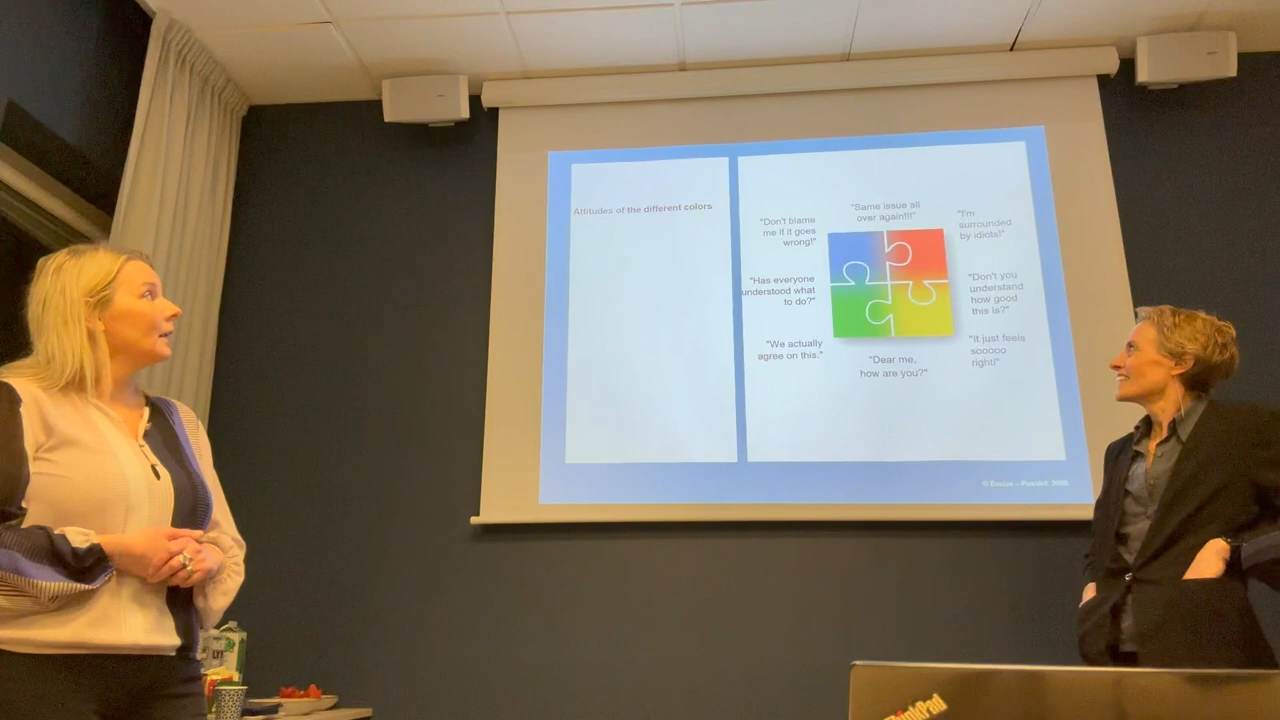 Attitudes of the different colors
"Don't blame
me if it goes
wrong!"
"Same issue all
over again!!!"
"I'm
surrounded
by idiots!"
"Has everyone
understood what
to do?"
"Don't you
understand
how good
this is?"
"We actually
agree on this."
"Dear me,
how are you?"
"It just feels
sooooo
right!"
ThinkPad